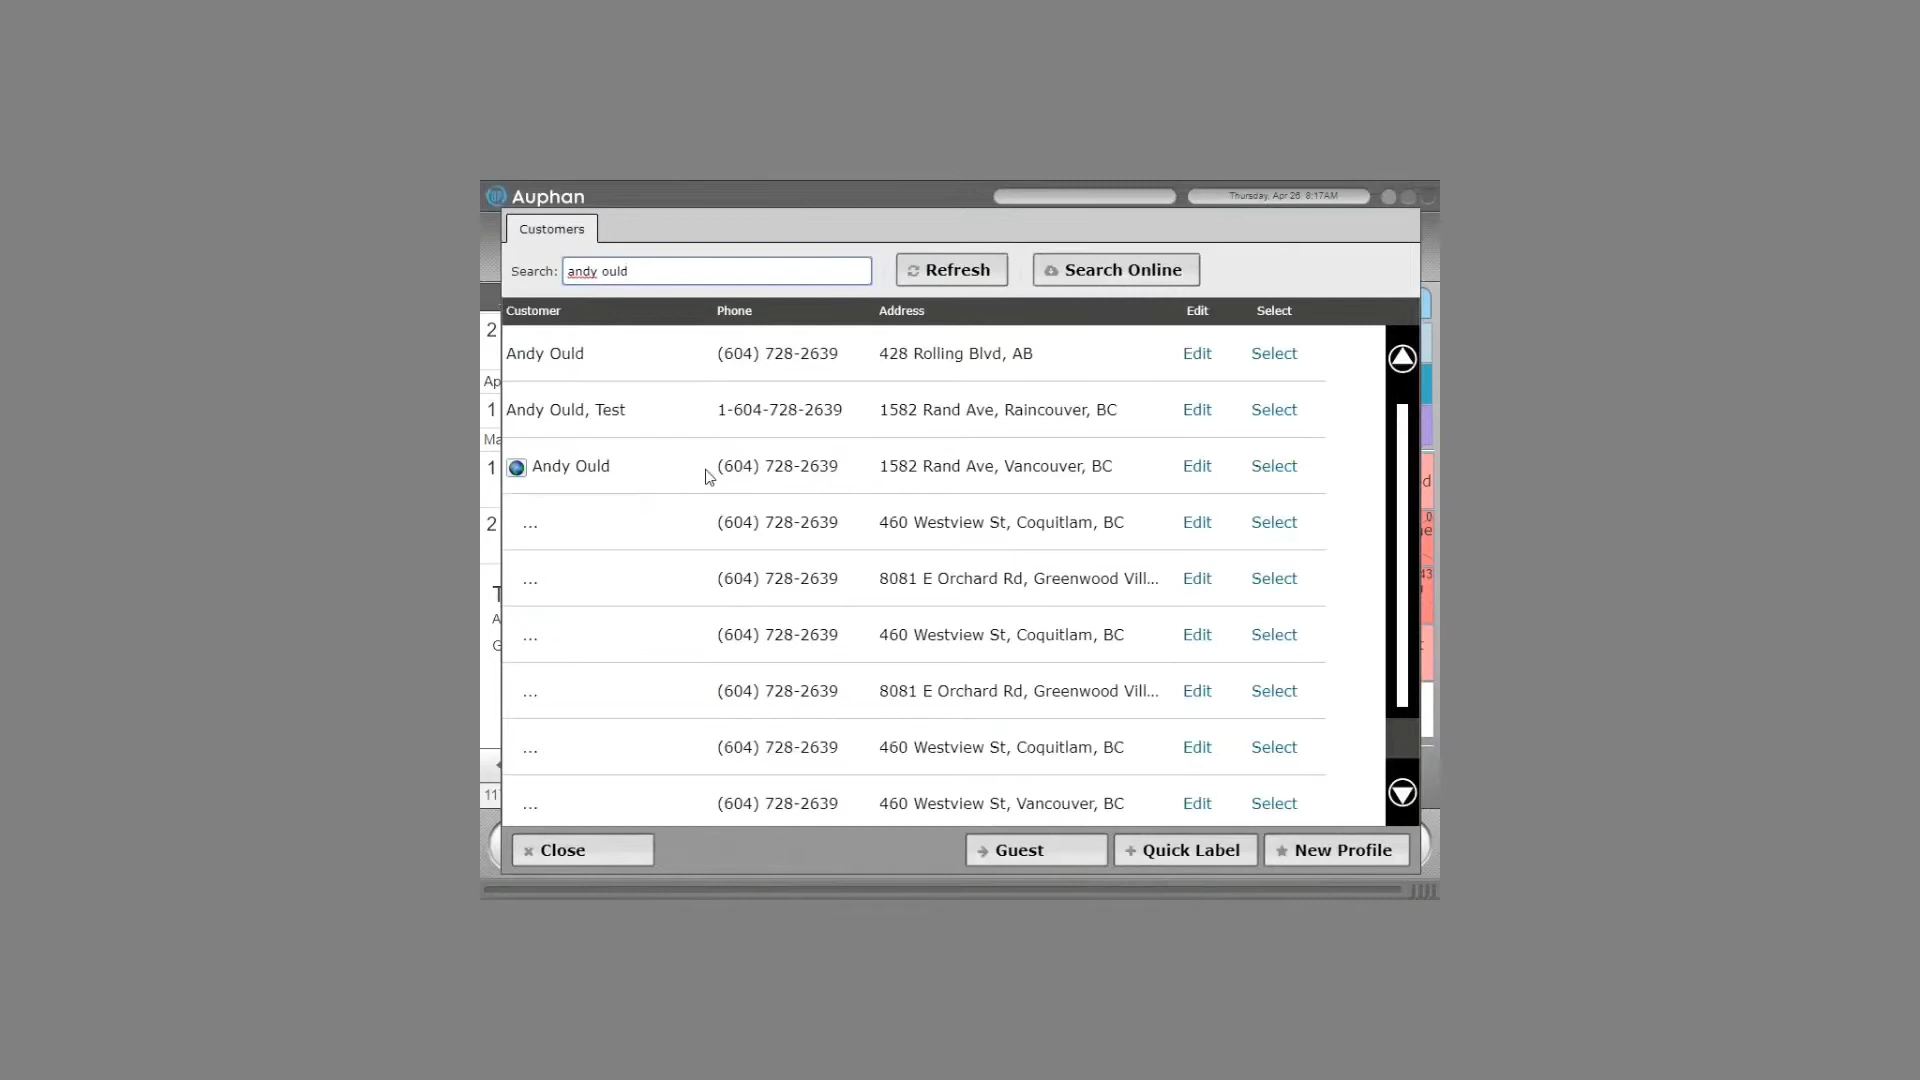 Auphan
Thursday, Apr 26 8:17AM
Customers
Search: andy ould
Refresh
Search Online
Customer Phone Address Edit Select
Andy Ould (604) 728-2639 428 Rolling Blvd, AB Edit Select
Andy Ould, Test 1-604-728-2639 1582 Rand Ave, Raincouver, BC Edit Select
Andy Ould (604) 728-2639 1582 Rand Ave, Vancouver, BC Edit Select
... (604) 728-2639 460 Westview St, Coquitlam, BC Edit Select
... (604) 728-2639 8081 E Orchard Rd, Greenwood Vill... Edit Select
... (604) 728-2639 460 Westview St, Coquitlam, BC Edit Select
... (604) 728-2639 8081 E Orchard Rd, Greenwood Vill... Edit Select
... (604) 728-2639 460 Westview St, Coquitlam, BC Edit Select
... (604) 728-2639 460 Westview St, Vancouver, BC Edit Select
Close
Guest
Quick Label
New Profile
2
Ap
1
Ma
1
2